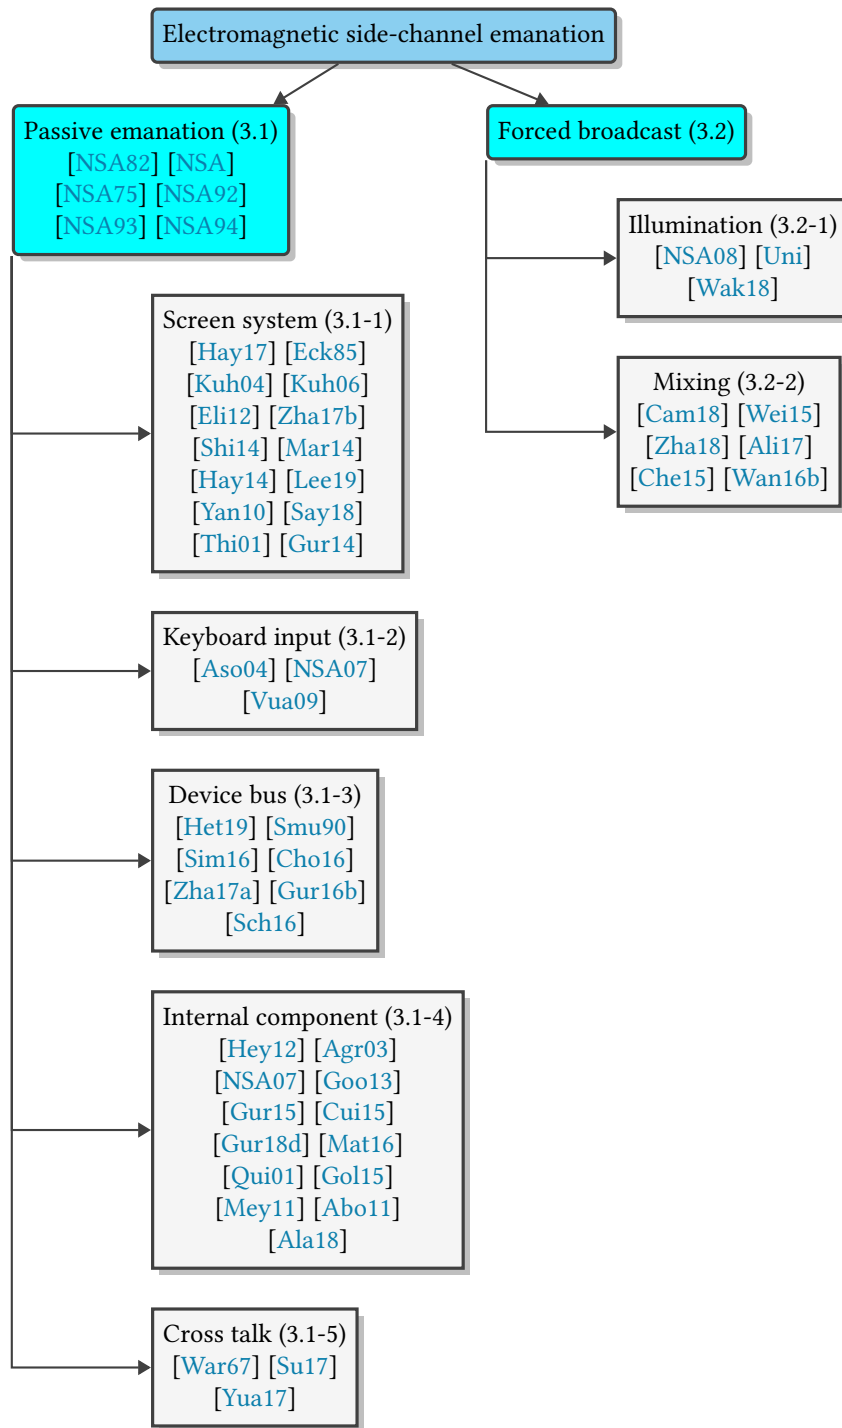 Electromagnetic side-channel emanation
Passive emanation (3.1)
[NSA82] [NSA]
[NSA75] [NSA92]
[NSA93] [NSA94]
Forced broadcast (3.2)
Illumination (3.2-1)
[NSA08] [Uni]
[Wak18]
Mixing (3.2-2)
[Cam18] [Wei15]
[Zha18] [Ali17]
[Che15] [Wan16b]
Screen system (3.1-1)
[Hay17] [Eck85]
[Kuh04] [Kuh06]
[Eli12] [Zha17b]
[Shi14] [Mar14]
[Hay14] [Lee19]
[Yan10] [Say18]
[Thi01] [Gur14]
Keyboard input (3.1-2)
[Aso04] [NSA07]
[Vua09]
Device bus (3.1-3)
[Het19] [Smu90]
[Sim16] [Cho16]
[Zha17a] [Gur16b]
[Sch16]
Internal component (3.1-4)
[Hey12] [Agr03]
[NSA07] [Goo13]
[Gur15] [Cui15]
[Gur18d] [Mat16]
[Qui01] [Gol15]
[Mey11] [Abo11]
[Ala18]
Cross talk (3.1-5)
[War67] [Su17]
[Yua17]